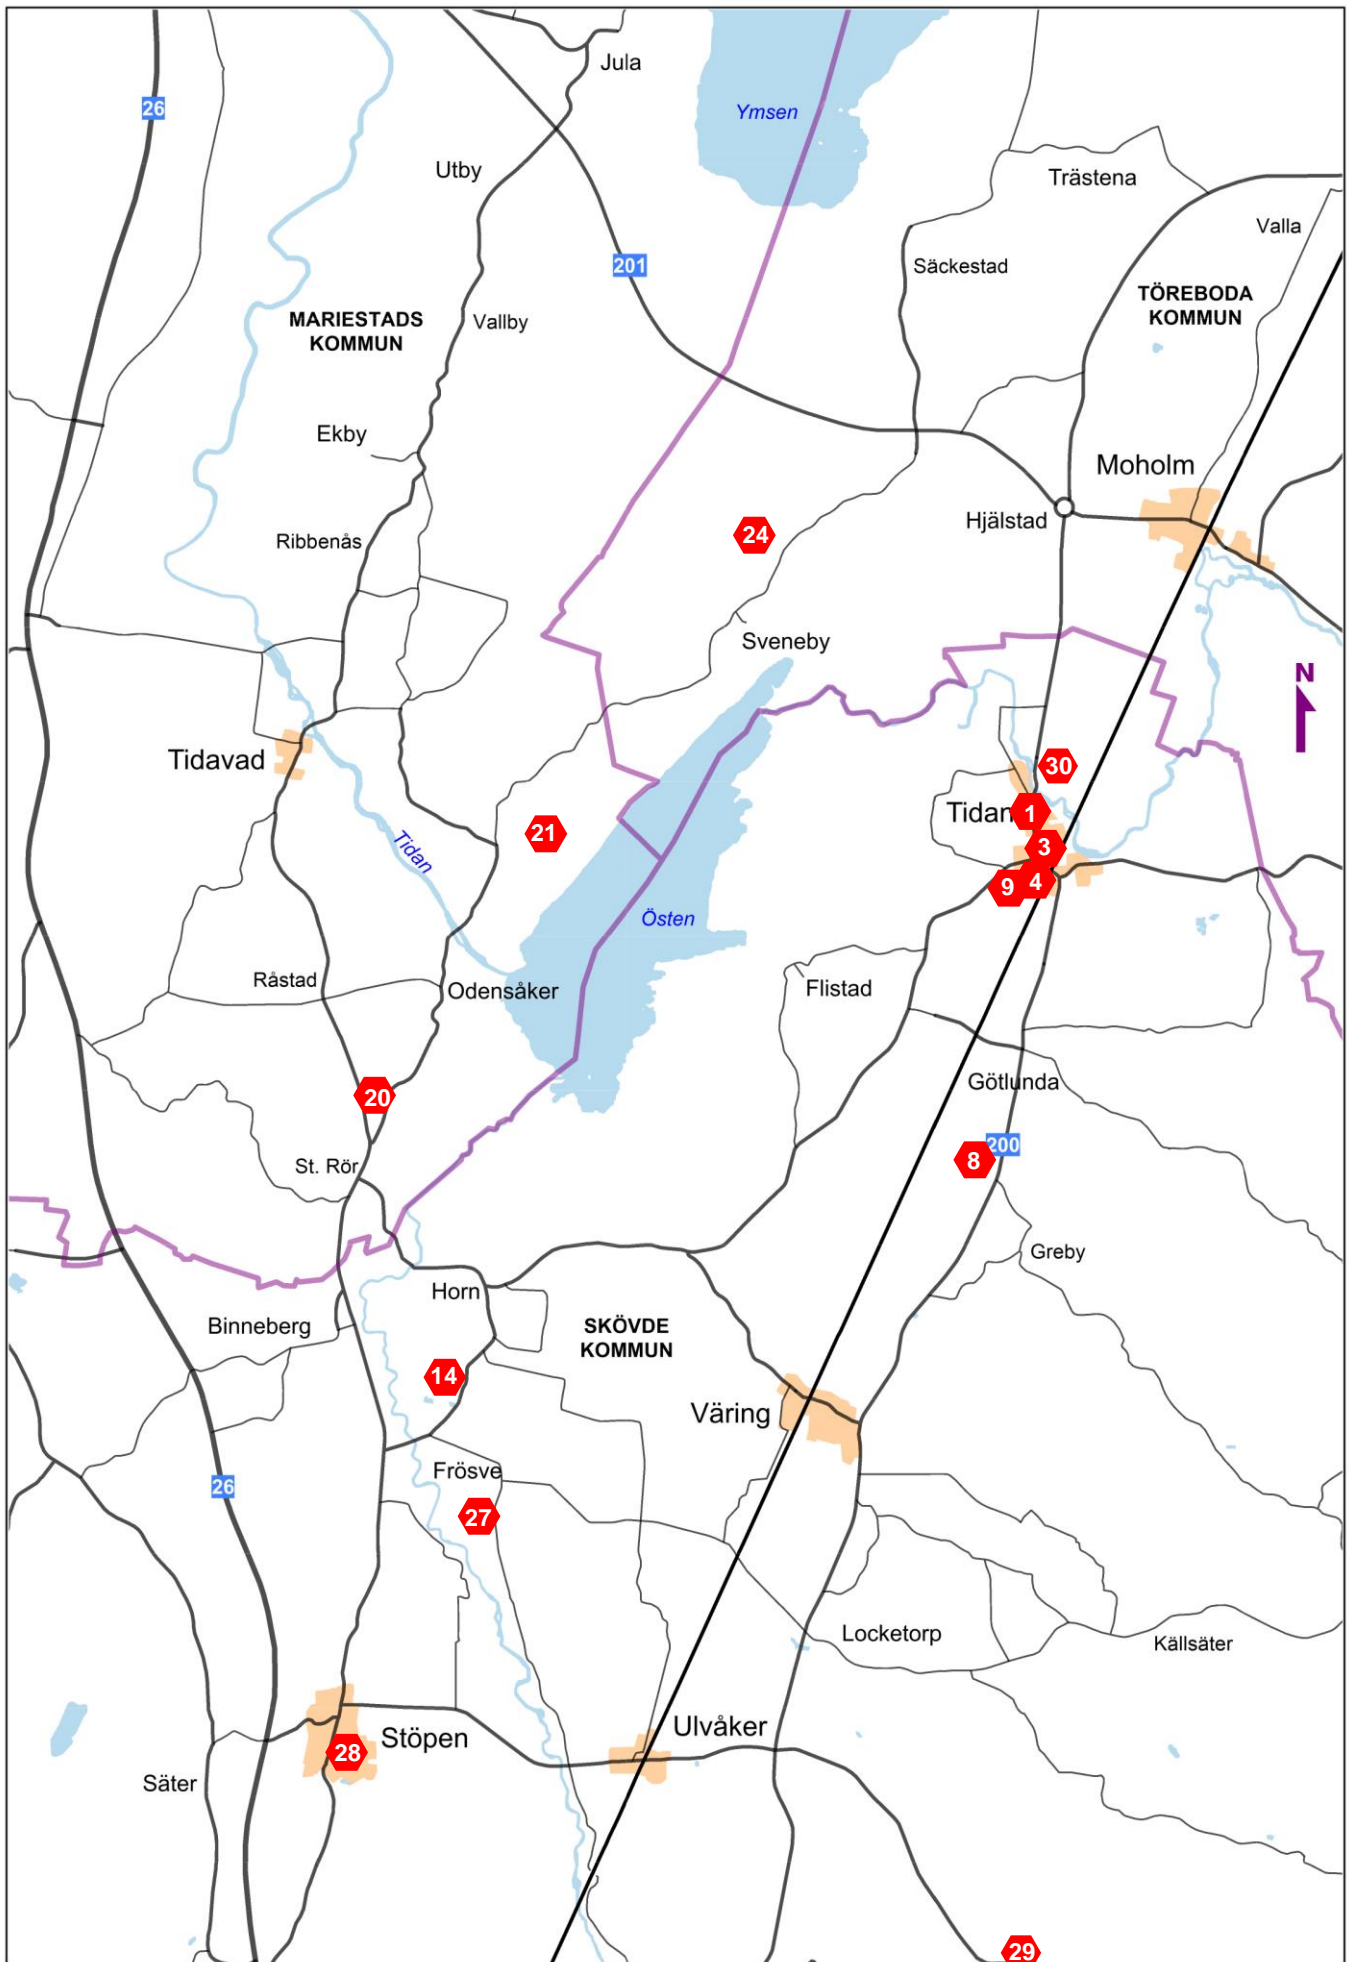 Jula
26
Ymsen
Utby
Trästena
Valla
201
Säckestad
TÖREBODA
KOMMUN
MARIESTADS
KOMMUN
Vallby
Ekby
Moholm
Hjälstad
24
Ribbenås
Sveneby
N
Tidavad
30
Tidan
1
21
Tidan
3
9
4
Östen
Råstad
Odensåker
Flistad
Götlunda
20
200
8
St. Rör
Greby
Horn
Binneberg
SKÖVDE
KOMMUN
14
Väring
Frösve
26
27
Locketorp
Källsäter
Ulvåker
Stöpen
28
Säter
29